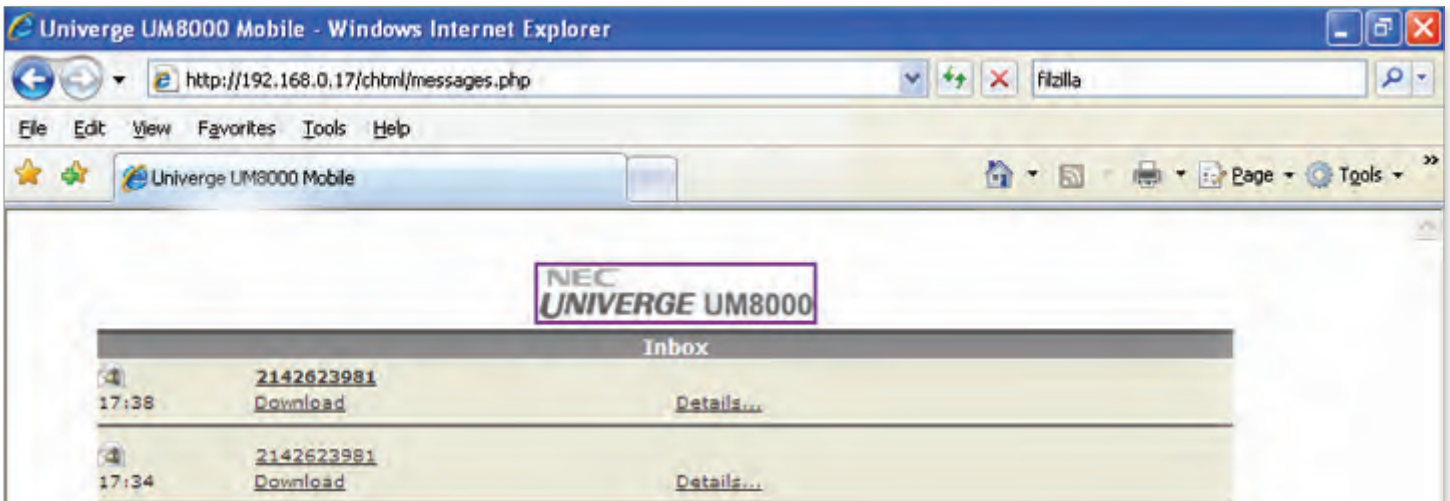 Univerge UM8000 Mobile - Windows Internet Explorer
http://192.168.0.17/chtml/messages.php filzilla
File Edit View Favorites Tools Help
Univerge UM8000 Mobile Page Tools »
NEC
UNIVERGE UM8000
Inbox
2142623981
17:38 Download Details...
2142623981
17:34 Download Details...